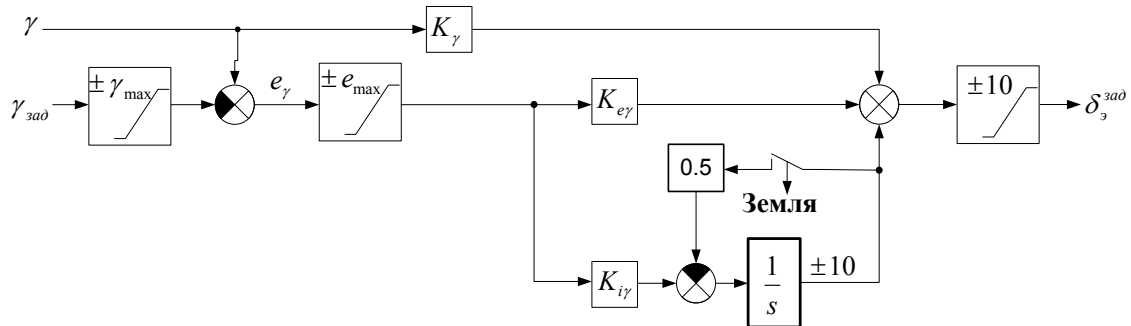 γ
K_γ
± γ_max
e_γ
± e_max
γ_зад
K_eγ
±10
δ_э^зад
0.5
Земля
K_iγ
1/s
±10